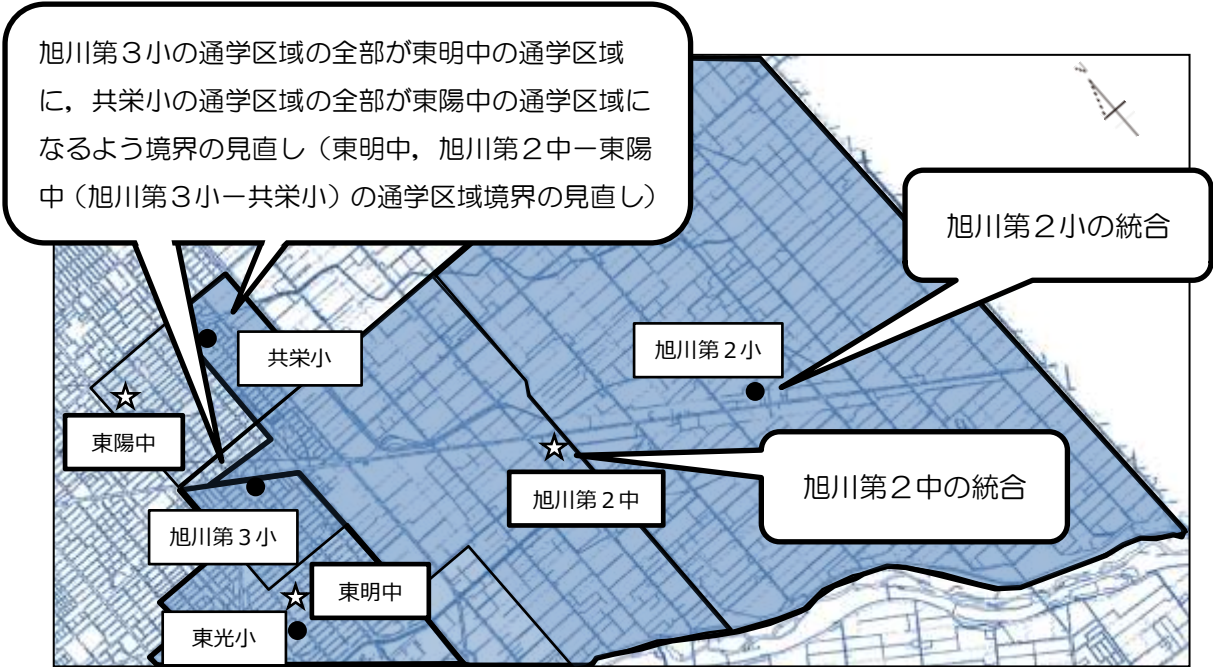 旭川第３小の通学区域の全部が東明中の通学区域
に，共栄小の通学区域の全部が東陽中の通学区域に
なるよう境界の見直し（東明中，旭川第２中ー東陽
中（旭川第３小ー共栄小）の通学区域境界の見直し）
旭川第２小の統合
旭川第２小
共栄小
東陽中
旭川第２中の統合
旭川第２中
旭川第３小
東明中
東光小